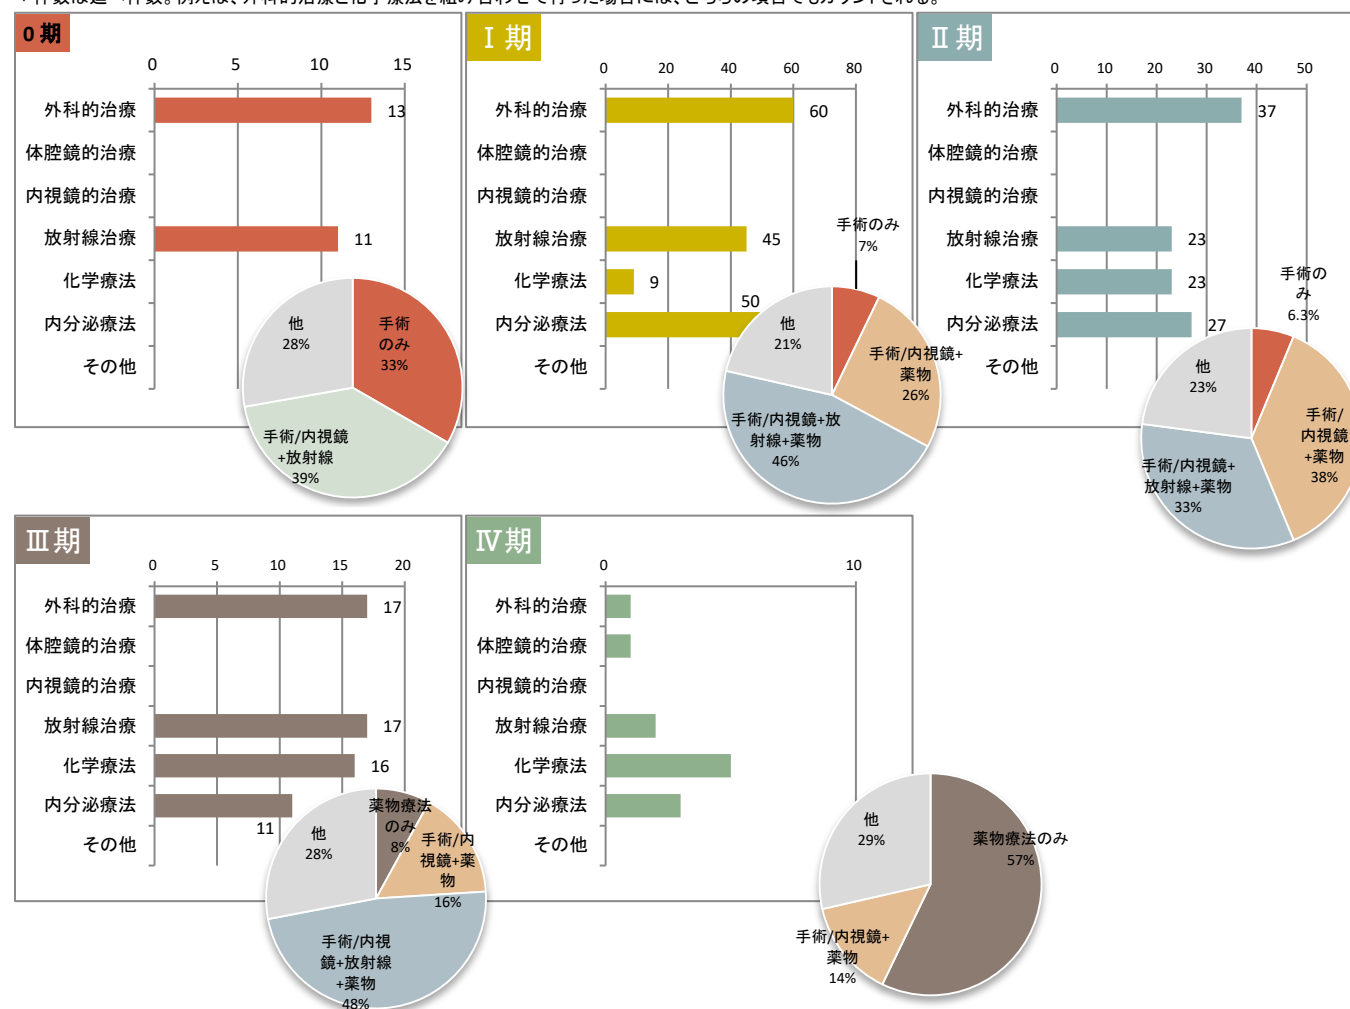 0 期
0
5
10
15
外科的治療
13
体腔鏡的治療
内視鏡的治療
放射線治療
11
化学療法
内分泌療法
その他
手術
のみ
33%
手術/内視鏡
+放射線
39%
他
28%
Ⅰ 期
0
20
40
60
80
外科的治療
60
体腔鏡的治療
内視鏡的治療
放射線治療
45
化学療法
9
内分泌療法
50
その他
手術のみ
7%
手術/内視鏡+
薬物
26%
手術/内視鏡+放
射線+薬物
46%
他
21%
Ⅱ 期
0
10
20
30
40
50
外科的治療
37
体腔鏡的治療
内視鏡的治療
放射線治療
23
化学療法
23
内分泌療法
27
その他
手術の
み
6.3%
手術/
内視鏡
+薬物
38%
手術/内視鏡+
放射線+薬物
33%
他
23%
Ⅲ 期
0
5
10
15
20
外科的治療
17
体腔鏡的治療
内視鏡的治療
放射線治療
17
化学療法
16
内分泌療法
11
その他
薬物療法
のみ
8%
手術/内
視鏡+薬
物
16%
手術/内視
鏡+放射線
+薬物
48%
他
28%
Ⅳ 期
0
10
外科的治療
体腔鏡的治療
内視鏡的治療
放射線治療
化学療法
内分泌療法
その他
薬物療法のみ
57%
手術/内視鏡+
薬物
14%
他
29%